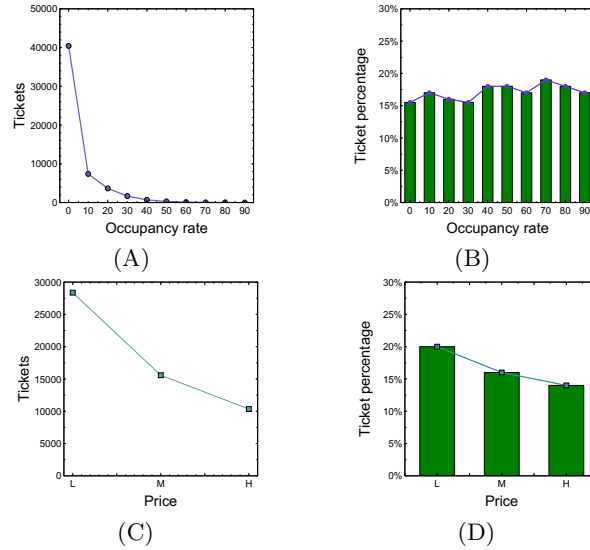 50000
40000
30000
20000
10000
0
Tickets
0 10 20 30 40 50 60 70 80 90
Occupancy rate
(A)
30%
25%
20%
15%
10%
5%
0%
Ticket percentage
0 10 20 30 40 50 60 70 80 90
Occupancy rate
(B)
30000
25000
20000
15000
10000
5000
0
Tickets
L M H
Price
(C)
30%
25%
20%
15%
10%
5%
0%
Ticket percentage
L M H
Price
(D)